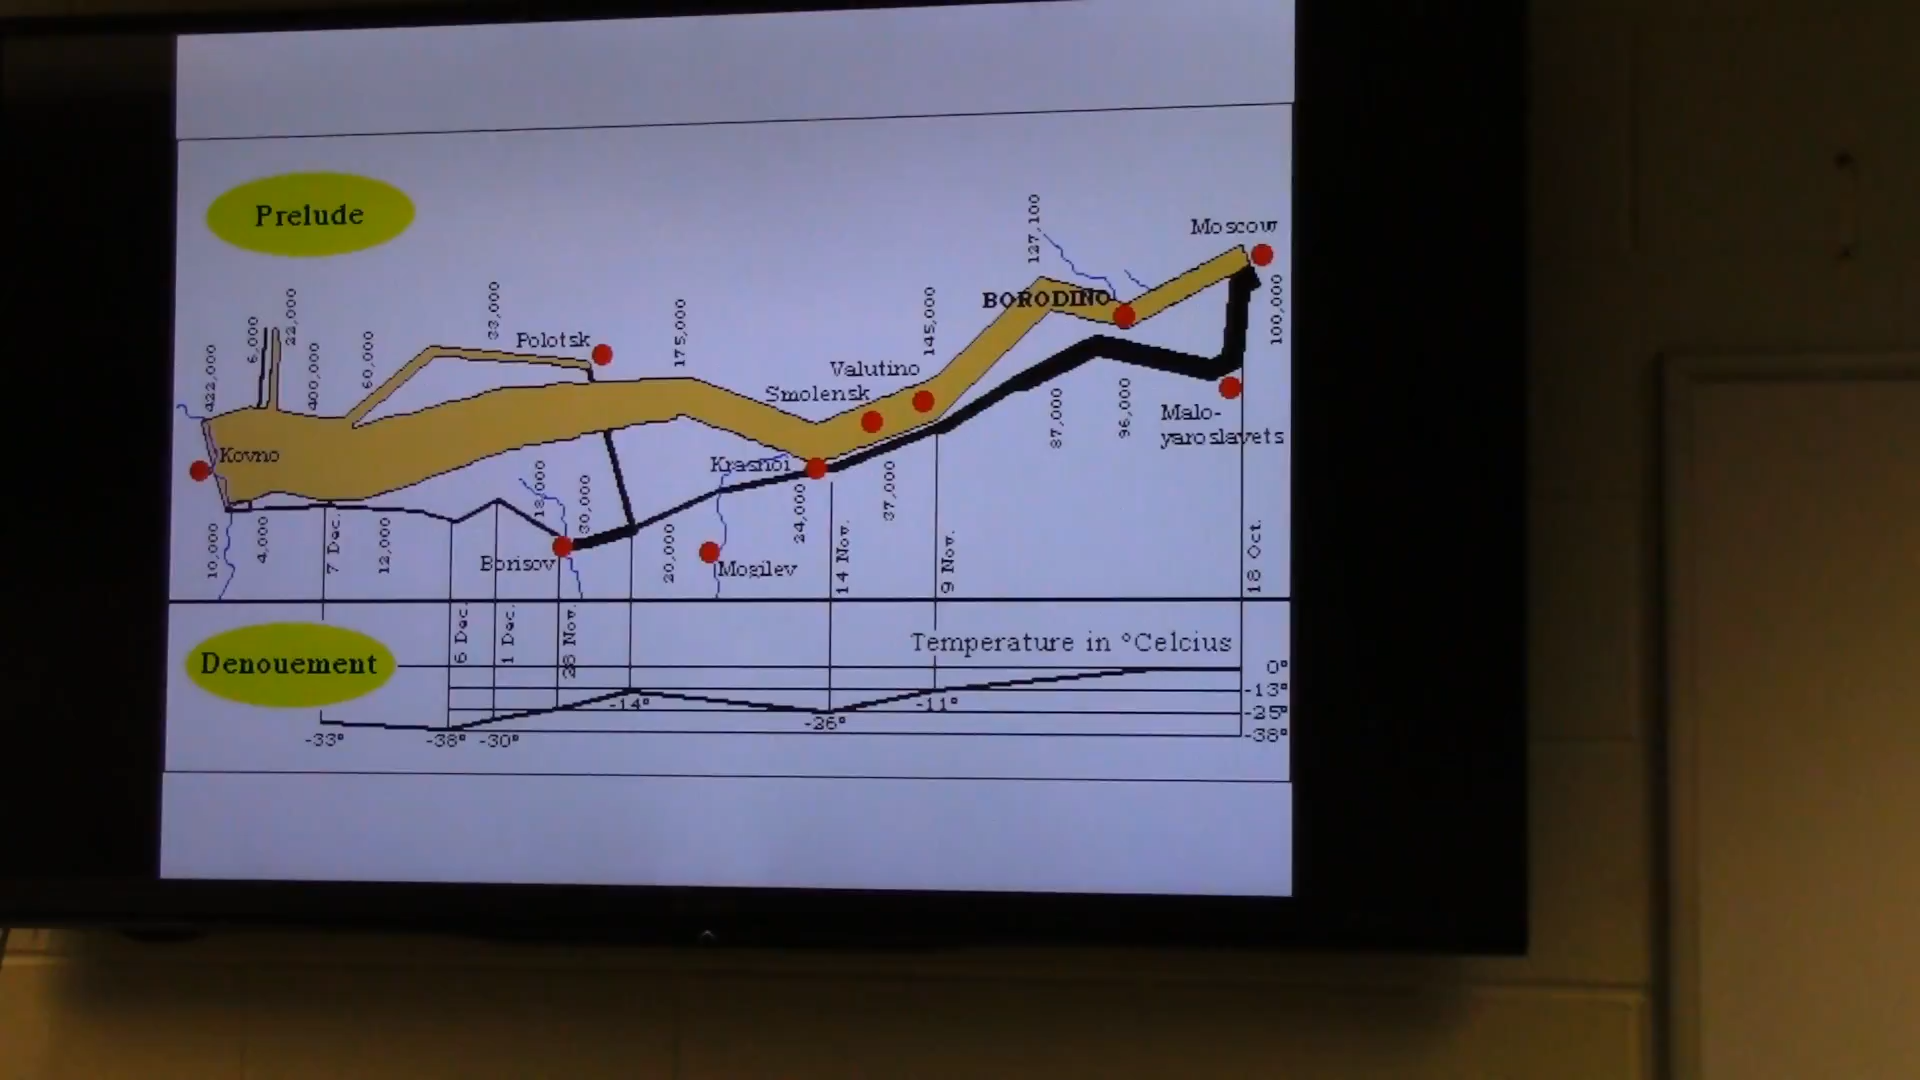 Prelude
Moscow
127,100
BORODINO
100,000
422,000
6,000
22,000
400,000
60,000
33,000
Polotsk
175,000
Valutino
145,000
Smolensk
Malo-
yaroslavets
96,000
87,000
Kovno
Krasnoi
37,000
24,000
18,000
30,000
20,000
10,000
4,000
7 Dec.
12,000
Borisov
Mogilev
14 Nov.
9 Nov.
18 Oct.
6 Dec.
1 Dec.
28 Nov.
Denouement
Temperature in °Celcius
0°
-13°
-25°
-38°
-14°
-26°
-11°
-33°
-38°
-30°